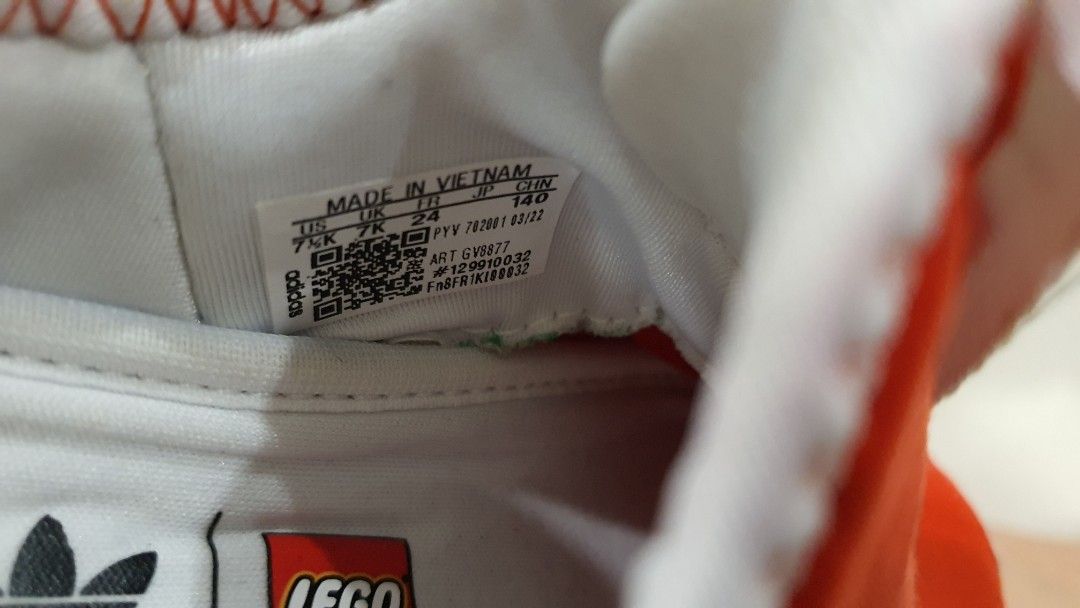 MADE IN VIETNAM
US UK FR JP CHN
7½K 7K 24 140
PYV 702001 03/22
ART GV8877
#129910032
Fn8FR1KI00032
adidas
LEGO